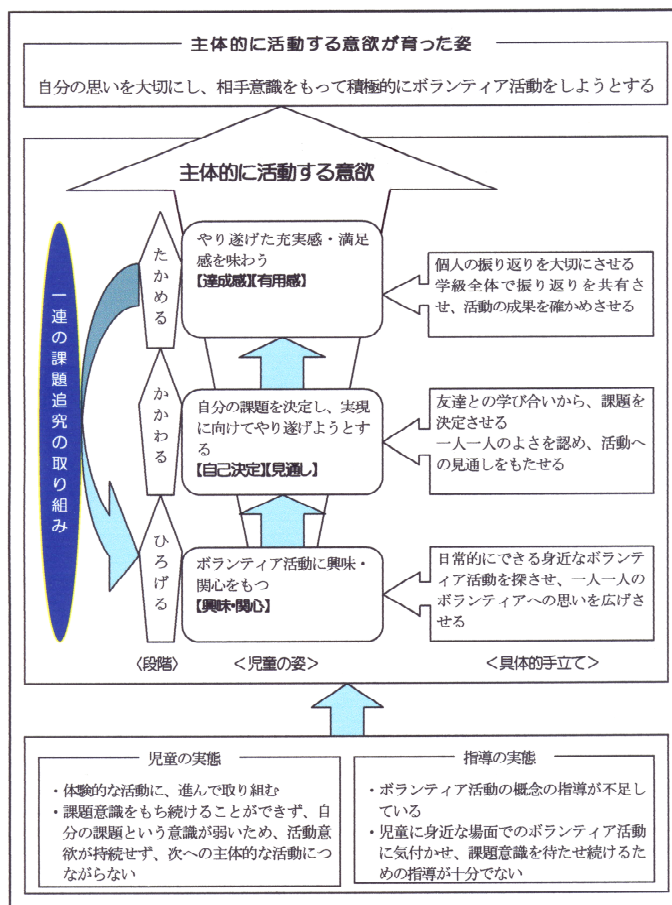 主体的に活動する意欲が育った姿
自分の思いを大切にし、相手意識をもって積極的にボランティア活動をしようとする
主体的に活動する意欲
一連の課題追究の取り組み
たかめる
やり遂げた充実感・満足
感を味わう
【達成感】【有用感】
個人の振り返りを大切にさせる
学級全体で振り返りを共有さ
せ、活動の成果を確かめさせる
かかわる
自分の課題を決定し、実現
に向けてやり遂げようとす
る
【自己決定】【見通し】
友達との学び合いから、課題を
決定させる
一人一人のよさを認め、活動へ
の見通しをもたせる
ひろげる
ボランティア活動に興味・
関心をもつ
【興味・関心】
日常的にできる身近なボラン
ティア活動を探させ、一人一人の
ボランティアへの思いを広げさ
せる
〈段階〉
<児童の姿>
<具体的手立て>
児童の実態
・体験的な活動に、進んで取り組む
・課題意識をもち続けることができず、自
分の課題という意識が弱いため、活動意
欲が持続せず、次への主体的な活動につ
ながらない
指導の実態
・ボランティア活動の概念の指導が不足し
ている
・児童に身近な場面でのボランティア活動
に気付かせ、課題意識を待たせ続けるた
めの指導が十分でない